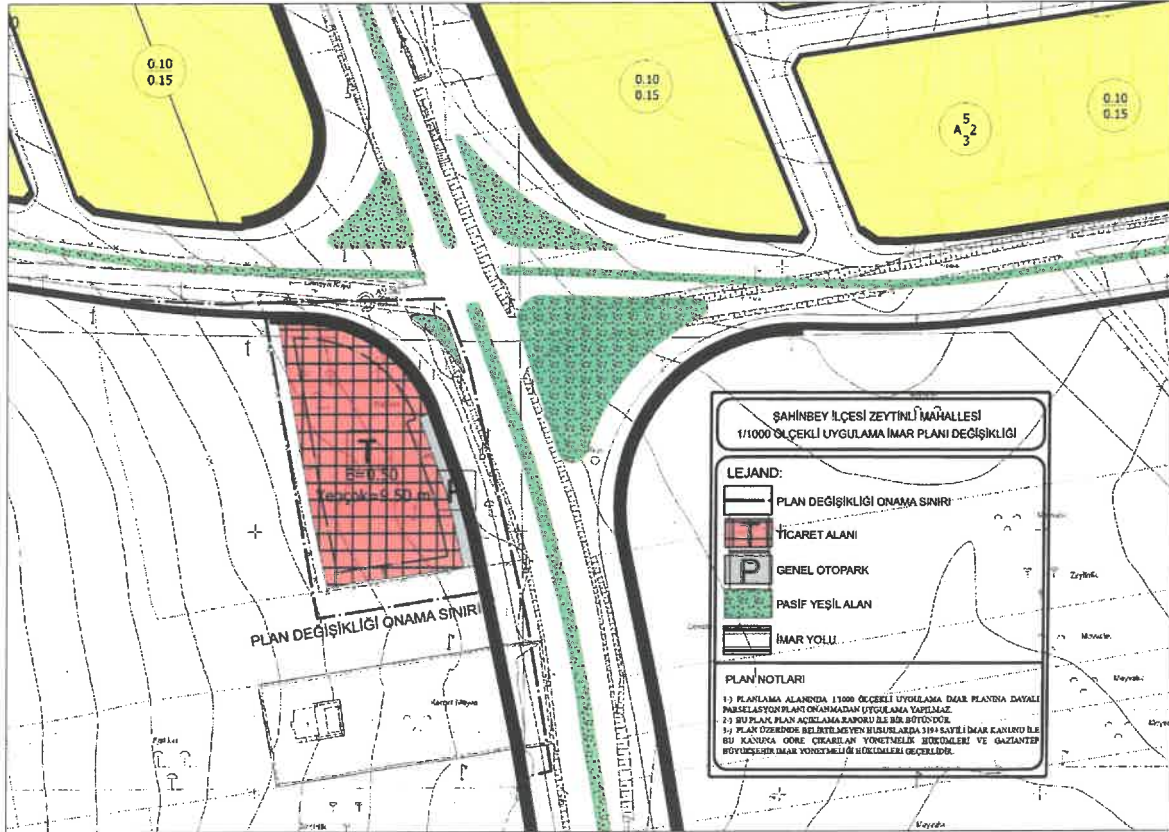 0.10
0.15
0.10
0.15
5
A 2
3
0.10
0.15
T
E=0.50
Yençok=9.50 m
P
PLAN DEĞİŞİKLİĞİ ONAMA SINIRI
ŞAHİNBEY İLÇESİ ZEYTİNLİ MAHALLESİ
1/1000 ÖLÇEKLİ UYGULAMA İMAR PLANI DEĞİŞİKLİĞİ
LEJAND:
PLAN DEĞİŞİKLİĞİ ONAMA SINIRI
T
TİCARET ALANI
P
GENEL OTOPARK
PASİF YEŞİL ALAN
İMAR YOLU
PLAN NOTLARI
1-) PLANLAMA ALANINDA 1/1000 ÖLÇEKLİ UYGULAMA İMAR PLANINA DAYALI
PARSELASYON PLANI ONANMADAN UYGULAMA YAPILMAZ.
2-) BU PLAN, PLAN AÇIKLAMA RAPORU İLE BİR BÜTÜNDÜR.
3-) PLAN ÜZERİNDE BELİRTİLMEYEN HUSUSLARDA 3194 SAYILI İMAR KANUNU İLE
BU KANUNA GÖRE ÇIKARILAN YÖNETMELİK HÜKÜMLERİ VE GAZİANTEP
BÜYÜKŞEHİR İMAR YÖNETMELİĞİ HÜKÜMLERİ GEÇERLİDİR.
Zeytinlik
Meyvalık
Meyvalık
Meyvalık